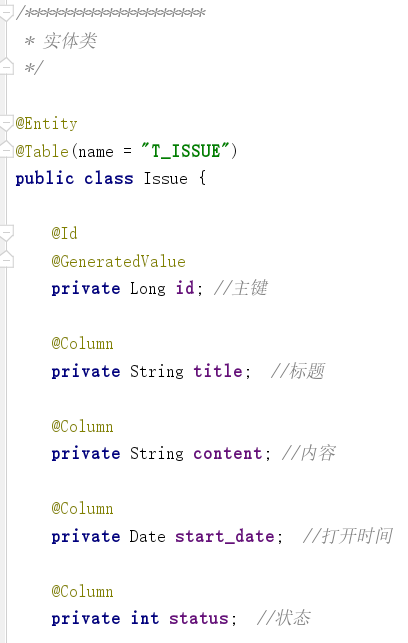 /********************
* 实体类
*/
@Entity
@Table(name = "T_ISSUE")
public class Issue {
@Id
@GeneratedValue
private Long id; //主键
@Column
private String title;  //标题
@Column
private String content; //内容
@Column
private Date start_date;  //打开时间
@Column
private int status;  //状态